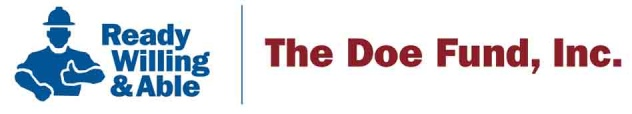 Ready
Willing
& Able
The Doe Fund, Inc.